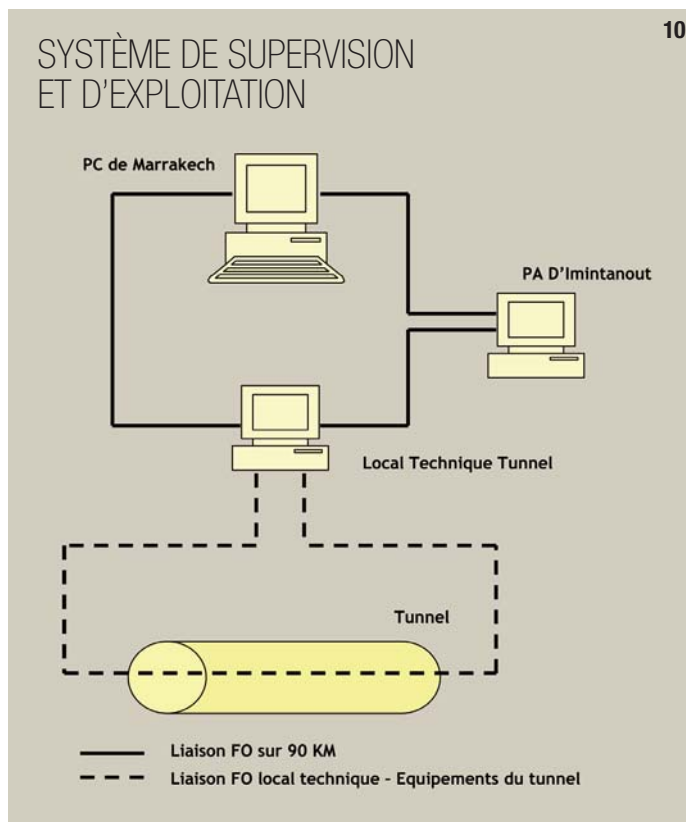 10
SYSTÈME DE SUPERVISION
ET D'EXPLOITATION
PC de Marrakech
PA D'Imintanout
Local Technique Tunnel
Tunnel
Liaison FO sur 90 KM
Liaison FO local technique - Equipements du tunnel